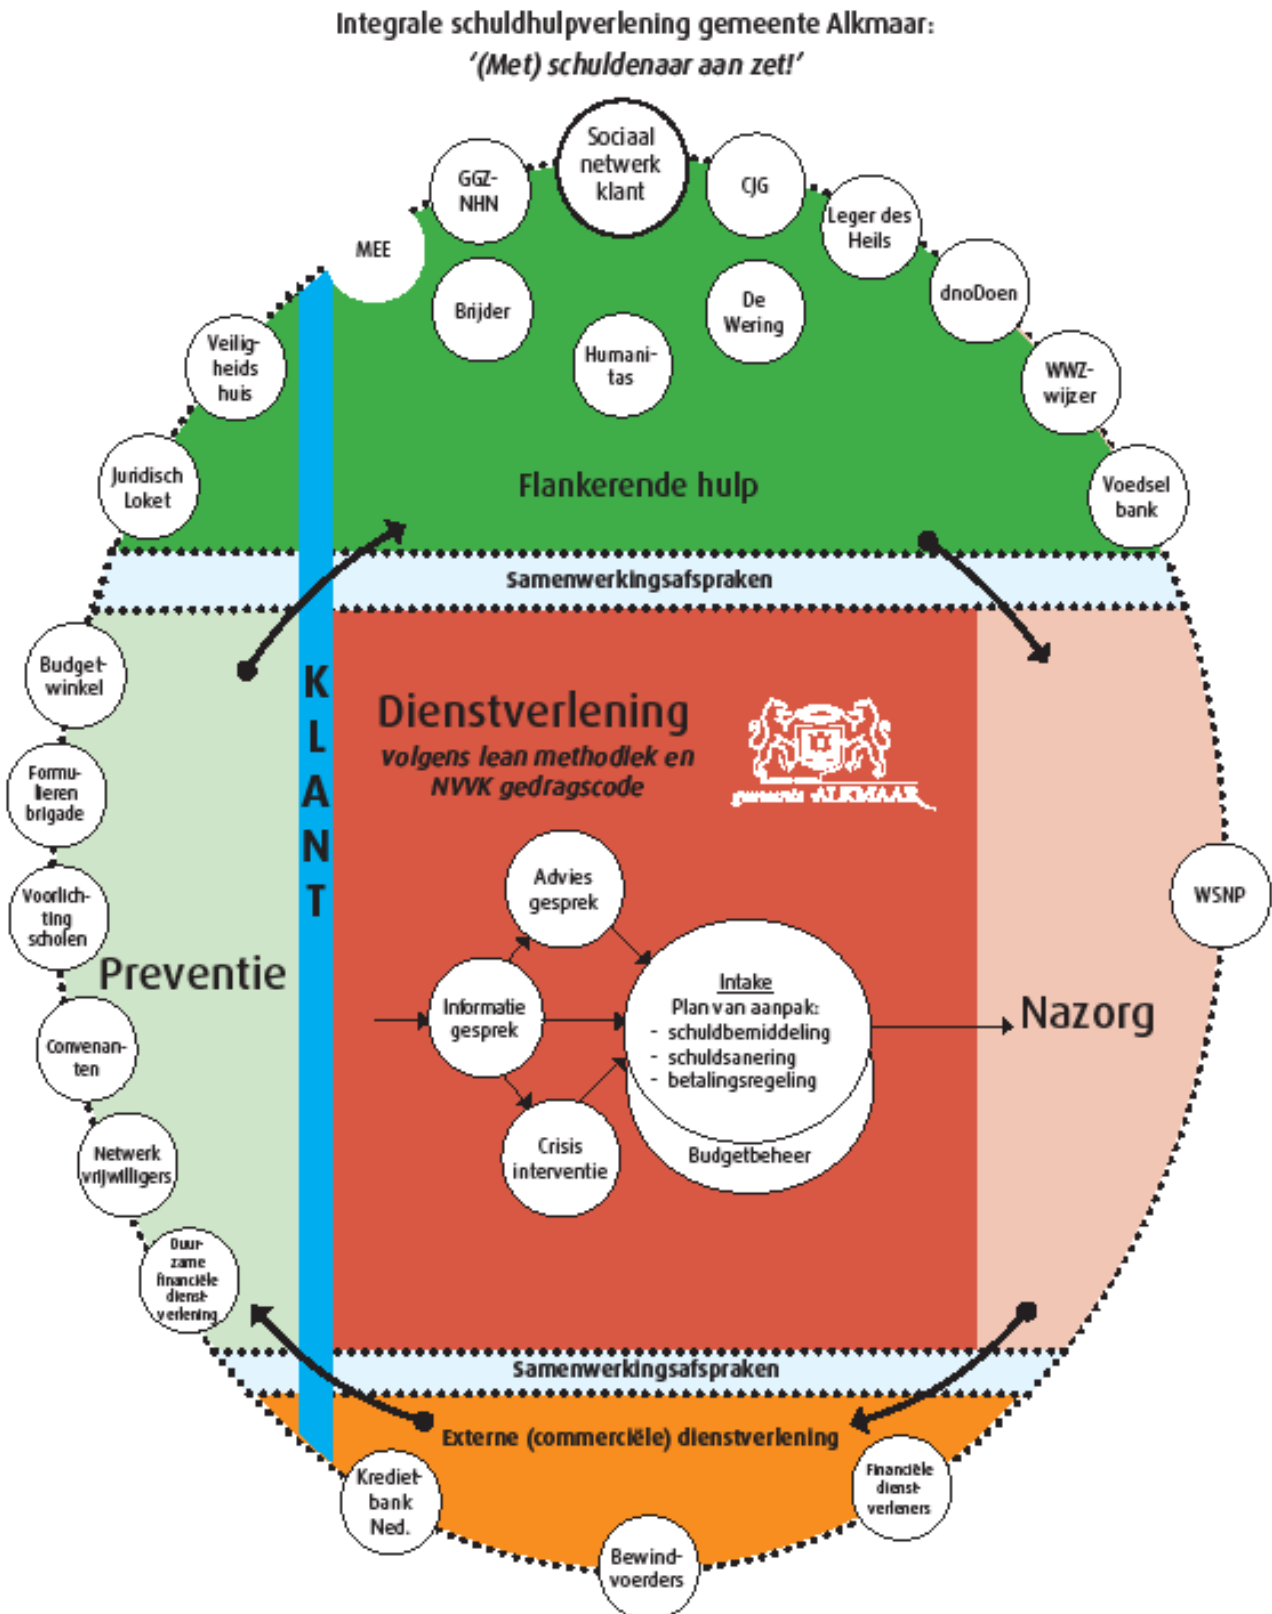 Integrale schuldhulpverlening gemeente Alkmaar:
‘(Met) schuldenaar aan zet!’
Sociaal
netwerk
klant
GGZ-
NHN
CJG
MEE
Leger des
Heils
dnoDoen
Brijder
De
Wering
Humani-
tas
Veilig-
heids
huis
WWZ-
wijzer
Juridisch
Loket
Voedsel
bank
Flankerende hulp
Samenwerkingsafspraken
Budget-
winkel
Formu-
lieren
brigade
Voorlich-
ting
scholen
Preventie
Convenan-
ten
Netwerk
vrijwilligers
Duur-
zame
financiële
dienst-
verlening
K
L
A
N
T
Dienstverlening
volgens lean methodiek en
NVVK gedragscode
gemeente ALKMAAR
Advies
gesprek
Informatie
gesprek
Crisis
interventie
Intake
Plan van aanpak:
- schuldbemiddeling
- schuldsanering
- betalingsregeling
Budgetbeheer
Nazorg
WSNP
Samenwerkingsafspraken
Externe (commerciële) dienstverlening
Krediet-
bank
Ned.
Bewind-
voerders
Financiële
dienst-
verleners